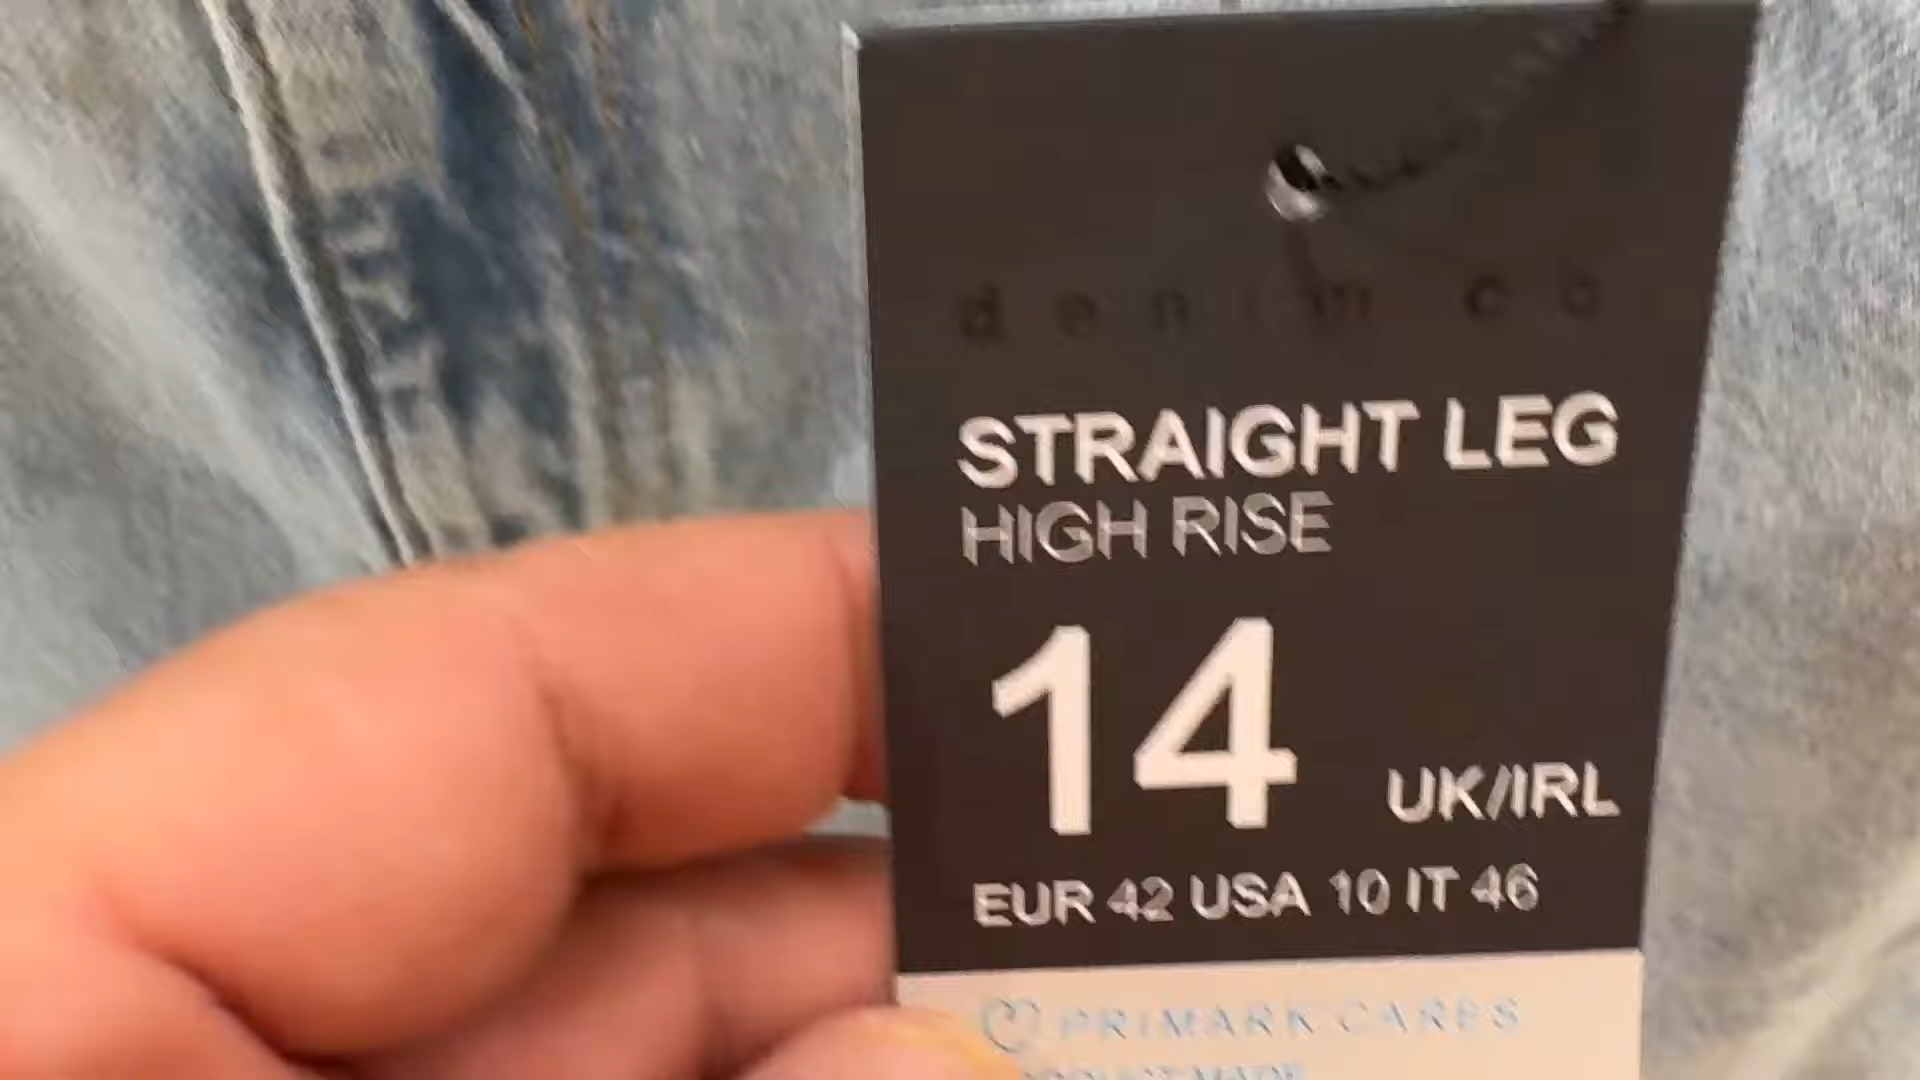 denim co
STRAIGHT LEG
HIGH RISE
14 UK/IRL
EUR 42 USA 10 IT 46
PRIMARK CARES